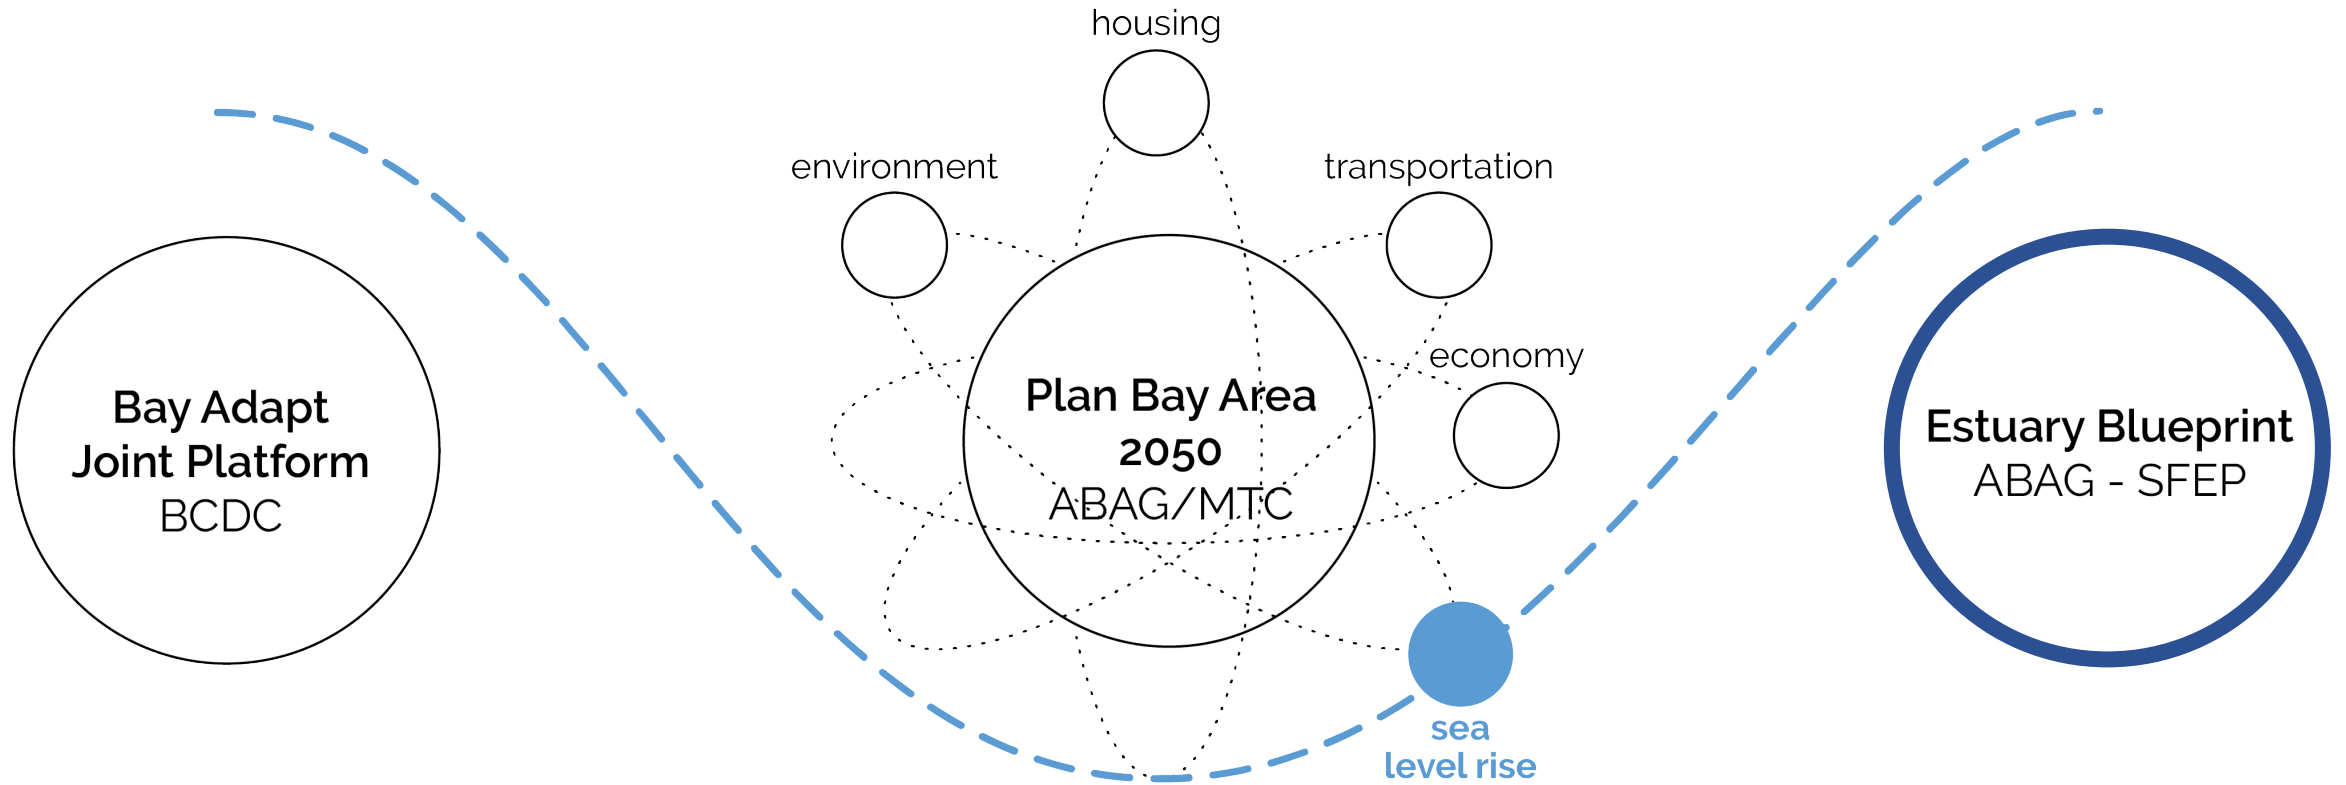 housing
environment
transportation
economy
Bay Adapt
Joint Platform
BCDC
Plan Bay Area
2050
ABAG/MTC
Estuary Blueprint
ABAG - SFEP
sea
level rise